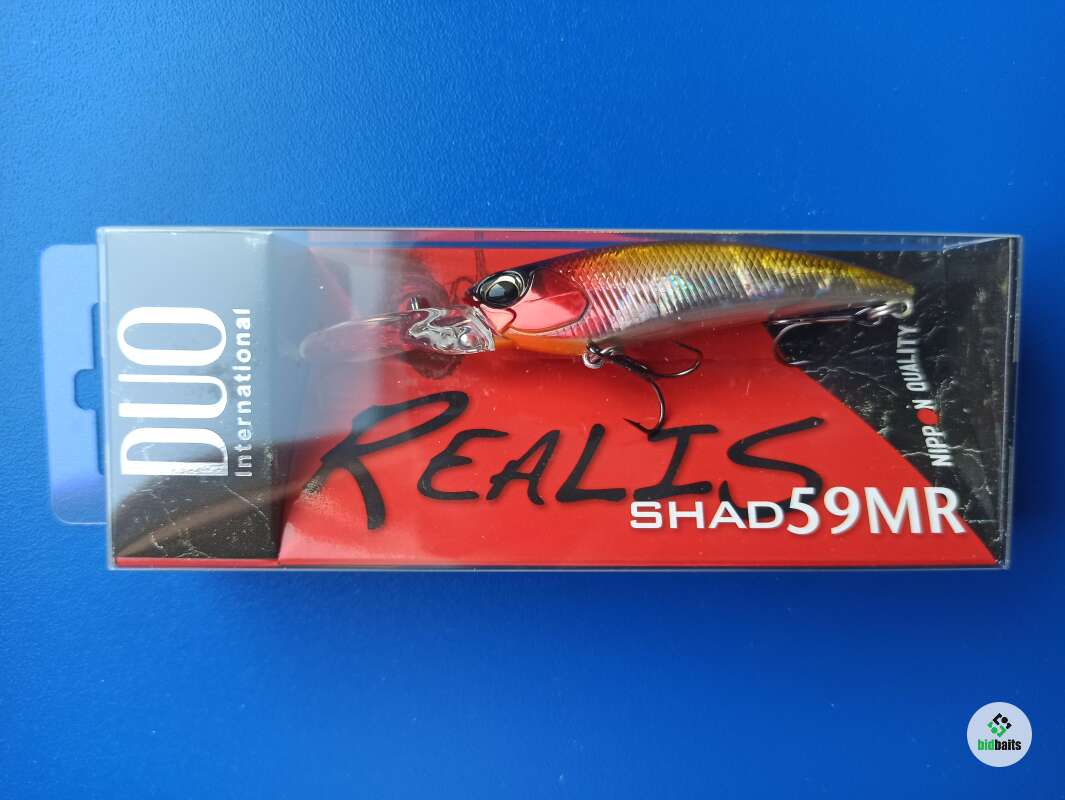 DUO
International
REALIS
SHAD59MR
NIPPON QUALITY
bidbaits